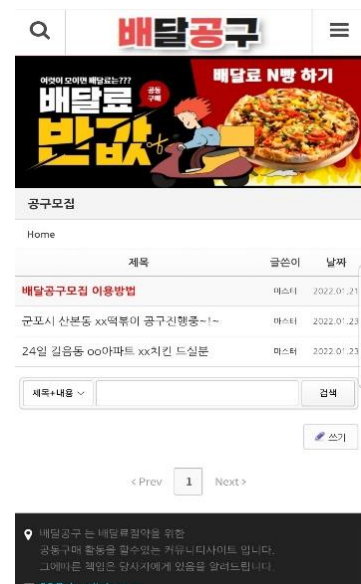 배달공구
여럿이 모이면 배달료는???
배달료
공동
구매
반값
배달료 N빵 하기
공구모집
Home
제목 글쓴이 날짜
배달공구모집 이용방법 마스터 2022.01.21
군포시 산본동 xx떡볶이 공구진행중~!~ 마스터 2022.01.23
24일 길음동 oo아파트 xx치킨 드실분 마스터 2022.01.23
제목+내용 검색
쓰기
< Prev 1 Next >
배달공구 는 배달료절약을 위한
공동구매 활동을 할수있는 커뮤니티사이트 입니다.
그에따른 책임은 당사자에게 있음을 알려드립니다.